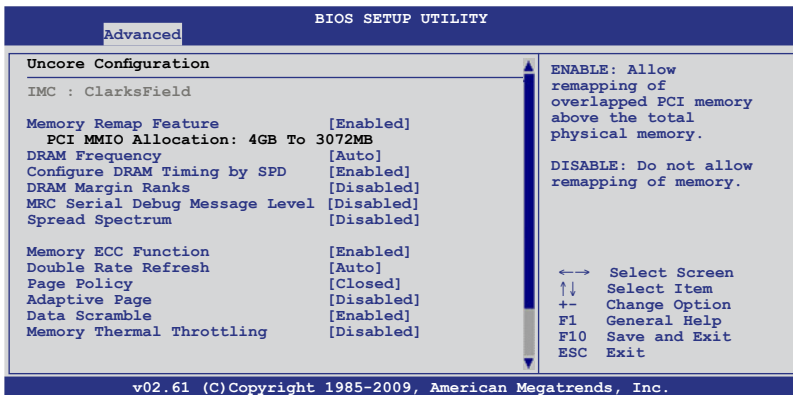 BIOS SETUP UTILITY
Advanced
Uncore Configuration
IMC : ClarksField
Memory Remap Feature [Enabled]
PCI MMIO Allocation: 4GB To 3072MB
DRAM Frequency [Auto]
Configure DRAM Timing by SPD [Enabled]
DRAM Margin Ranks [Disabled]
MRC Serial Debug Message Level [Disabled]
Spread Spectrum [Disabled]
Memory ECC Function [Enabled]
Double Rate Refresh [Auto]
Page Policy [Closed]
Adaptive Page [Disabled]
Data Scramble [Enabled]
Memory Thermal Throttling [Disabled]
ENABLE: Allow
remapping of
overlapped PCI memory
above the total
physical memory.
DISABLE: Do not allow
remapping of memory.
←→ Select Screen
↑↓ Select Item
+- Change Option
F1 General Help
F10 Save and Exit
ESC Exit
v02.61 (C)Copyright 1985-2009, American Megatrends, Inc.